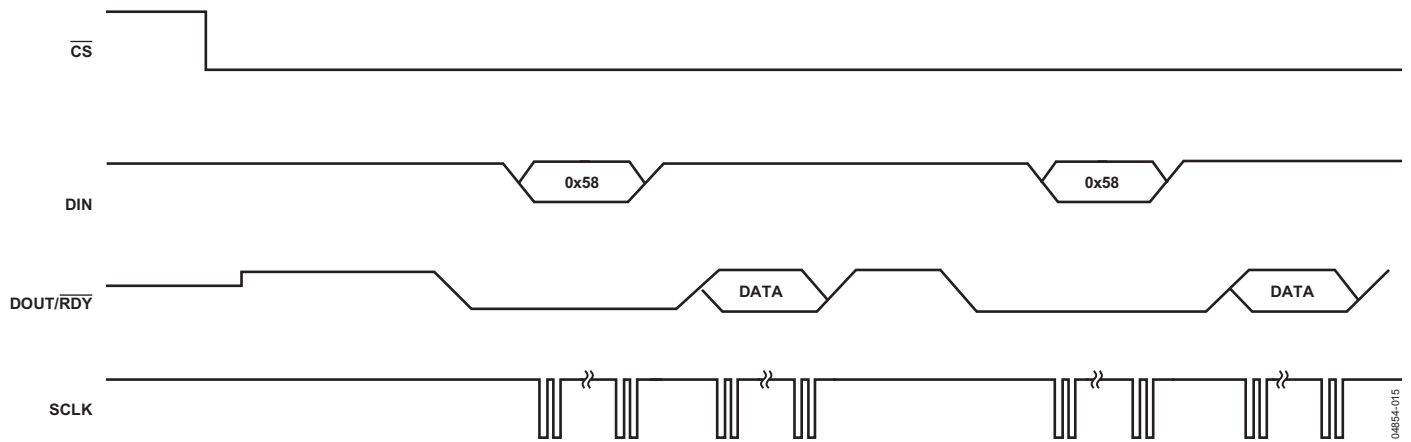 CS
DIN
0x58
0x58
DOUT/RDY
DATA
DATA
SCLK
04854-015